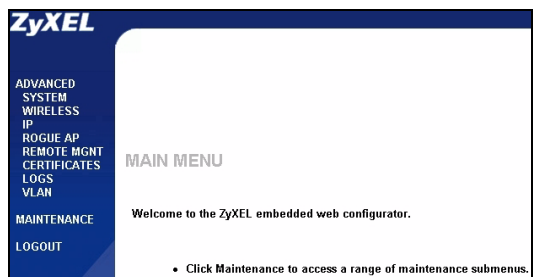 ZyXEL
ADVANCED
SYSTEM
WIRELESS
IP
ROGUE AP
REMOTE MGNT
CERTIFICATES
LOGS
VLAN
MAINTENANCE
LOGOUT
MAIN MENU
Welcome to the ZyXEL embedded web configurator.
• Click Maintenance to access a range of maintenance submenus.